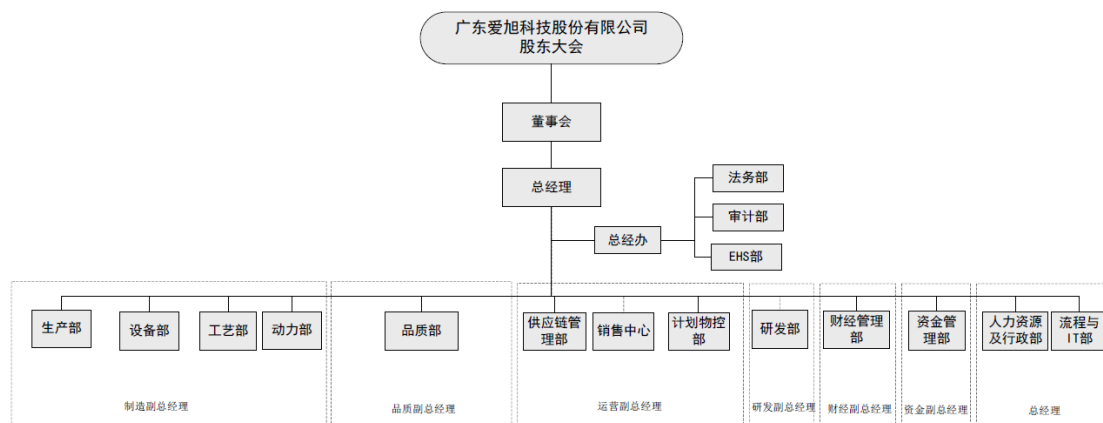 广东爱旭科技股份有限公司
股东大会
董事会
总经理
法务部
审计部
总经办
EHS部
生产部
设备部
工艺部
动力部
品质部
供应链管
理部
销售中心
计划物控
部
研发部
财经管理
部
资金管
理部
人力资源
及行政部
流程与
IT部
制造副总经理
品质副总经理
运营副总经理
研发副总经理
财经副总经理
资金副总经理
总经理